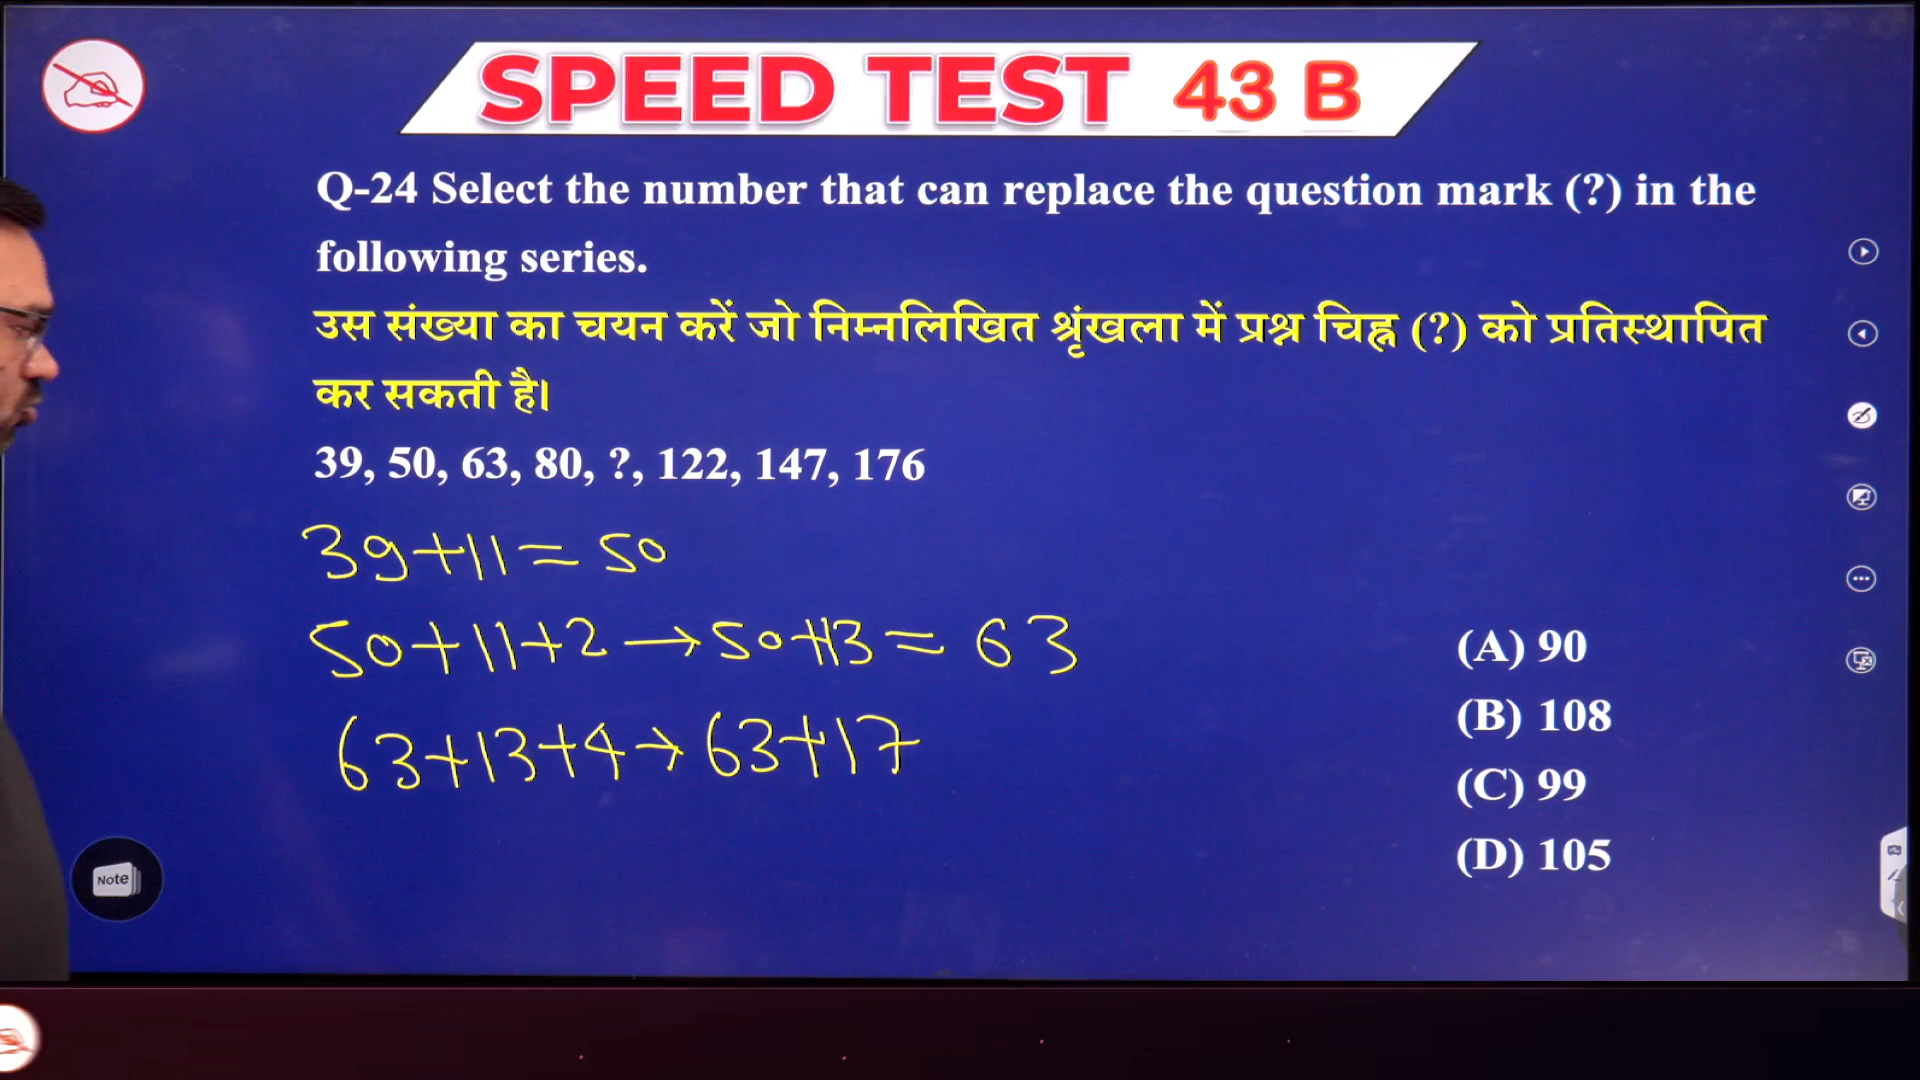 SPEED TEST 43 B
Q-24 Select the number that can replace the question mark (?) in the
following series.
उस संख्या का चयन करें जो निम्नलिखित श्रृंखला में प्रश्न चिह्न (?) को प्रतिस्थापित
कर सकती है।
39, 50, 63, 80, ?, 122, 147, 176
39+11=50
50+11+2→50+13=63
63+13+4→63+17
(A) 90
(B) 108
(C) 99
(D) 105
Note